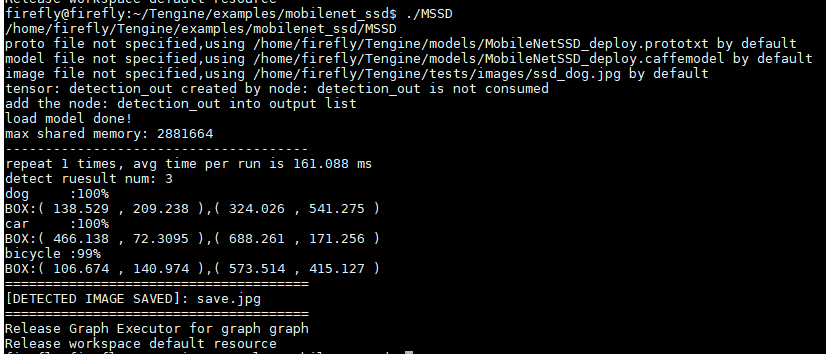 Release workspace default resource
firefly@firefly:~/Tengine/examples/mobilenet_ssd$ ./MSSD
/home/firefly/Tengine/examples/mobilenet_ssd/MSSD
proto file not specified,using /home/firefly/Tengine/models/MobileNetSSD_deploy.prototxt by default
model file not specified,using /home/firefly/Tengine/models/MobileNetSSD_deploy.caffemodel by default
image file not specified,using /home/firefly/Tengine/tests/images/ssd_dog.jpg by default
tensor: detection_out created by node: detection_out is not consumed
add the node: detection_out into output list
load model done!
max shared memory: 2881664
--------------------------------------
repeat 1 times, avg time per run is 161.088 ms
detect ruesult num: 3
dog     :100%
BOX:( 138.529 , 209.238 ),( 324.026 , 541.275 )
car     :100%
BOX:( 466.138 , 72.3095 ),( 688.261 , 171.256 )
bicycle :99%
BOX:( 106.674 , 140.974 ),( 573.514 , 415.127 )
======================================
[DETECTED IMAGE SAVED]: save.jpg
======================================
Release Graph Executor for graph graph
Release workspace default resource